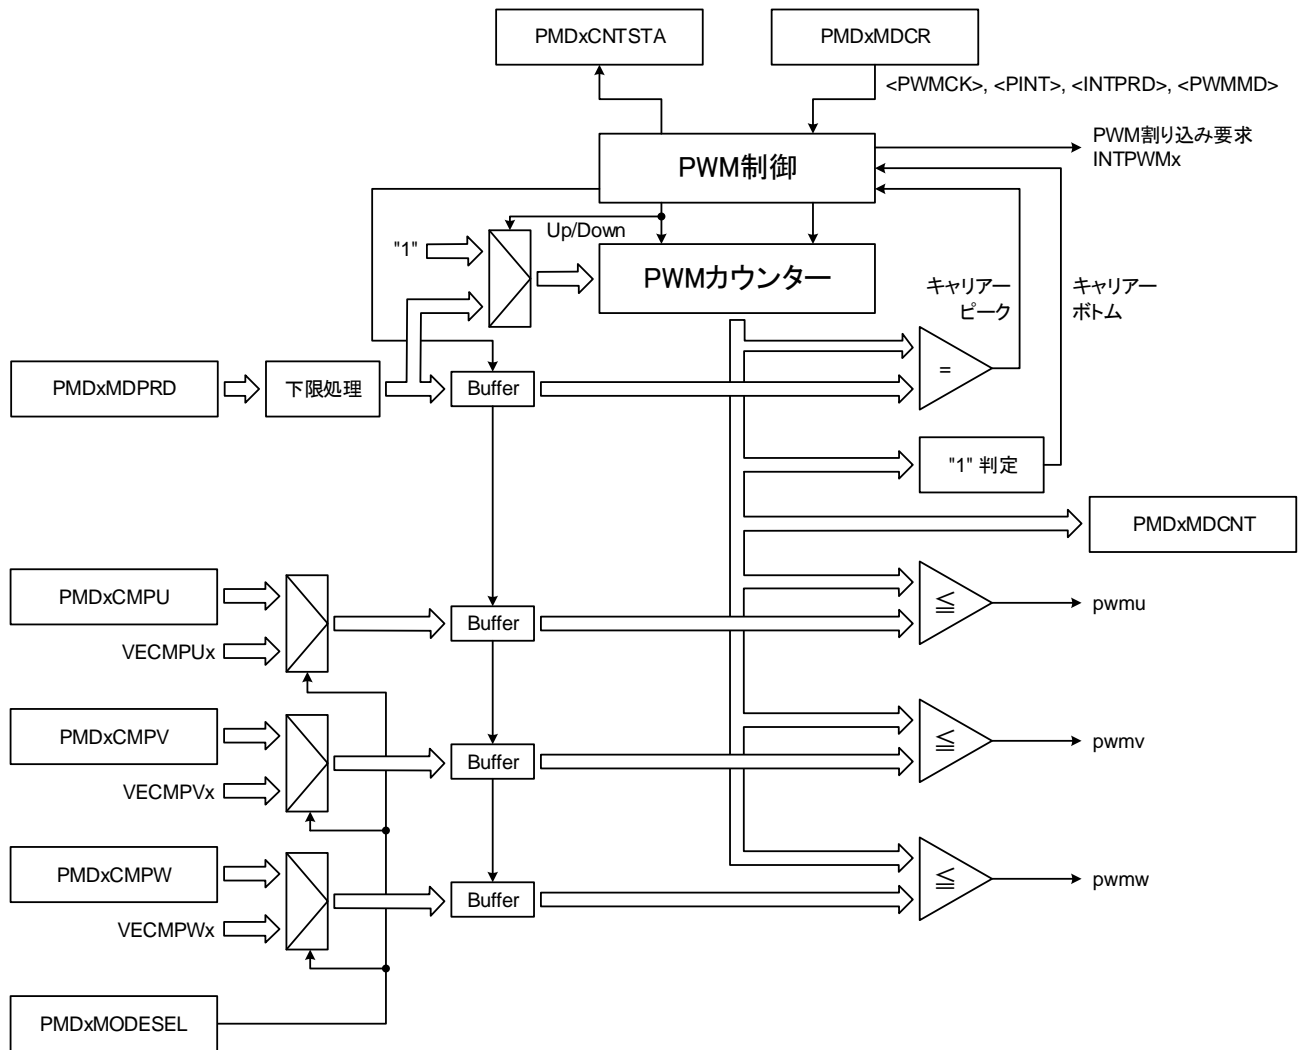 PMDxCNTSTA
PMDxMDCR
<PWMCK>, <PINT>, <INTPRD>, <PWMMD>
PWM制御
PWM割り込み要求
INTPWMx
Up/Down
"1"
PWMカウンター
キャリアー
ピーク
キャリアー
ボトム
PMDxMDPRD
下限処理
Buffer
=
"1" 判定
PMDxMDCNT
PMDxCMPU
VECMPUx
Buffer
≦
pwmu
PMDxCMPV
VECMPVx
Buffer
≦
pwmv
PMDxCMPW
VECMPWx
Buffer
≦
pwmw
PMDxMODESEL